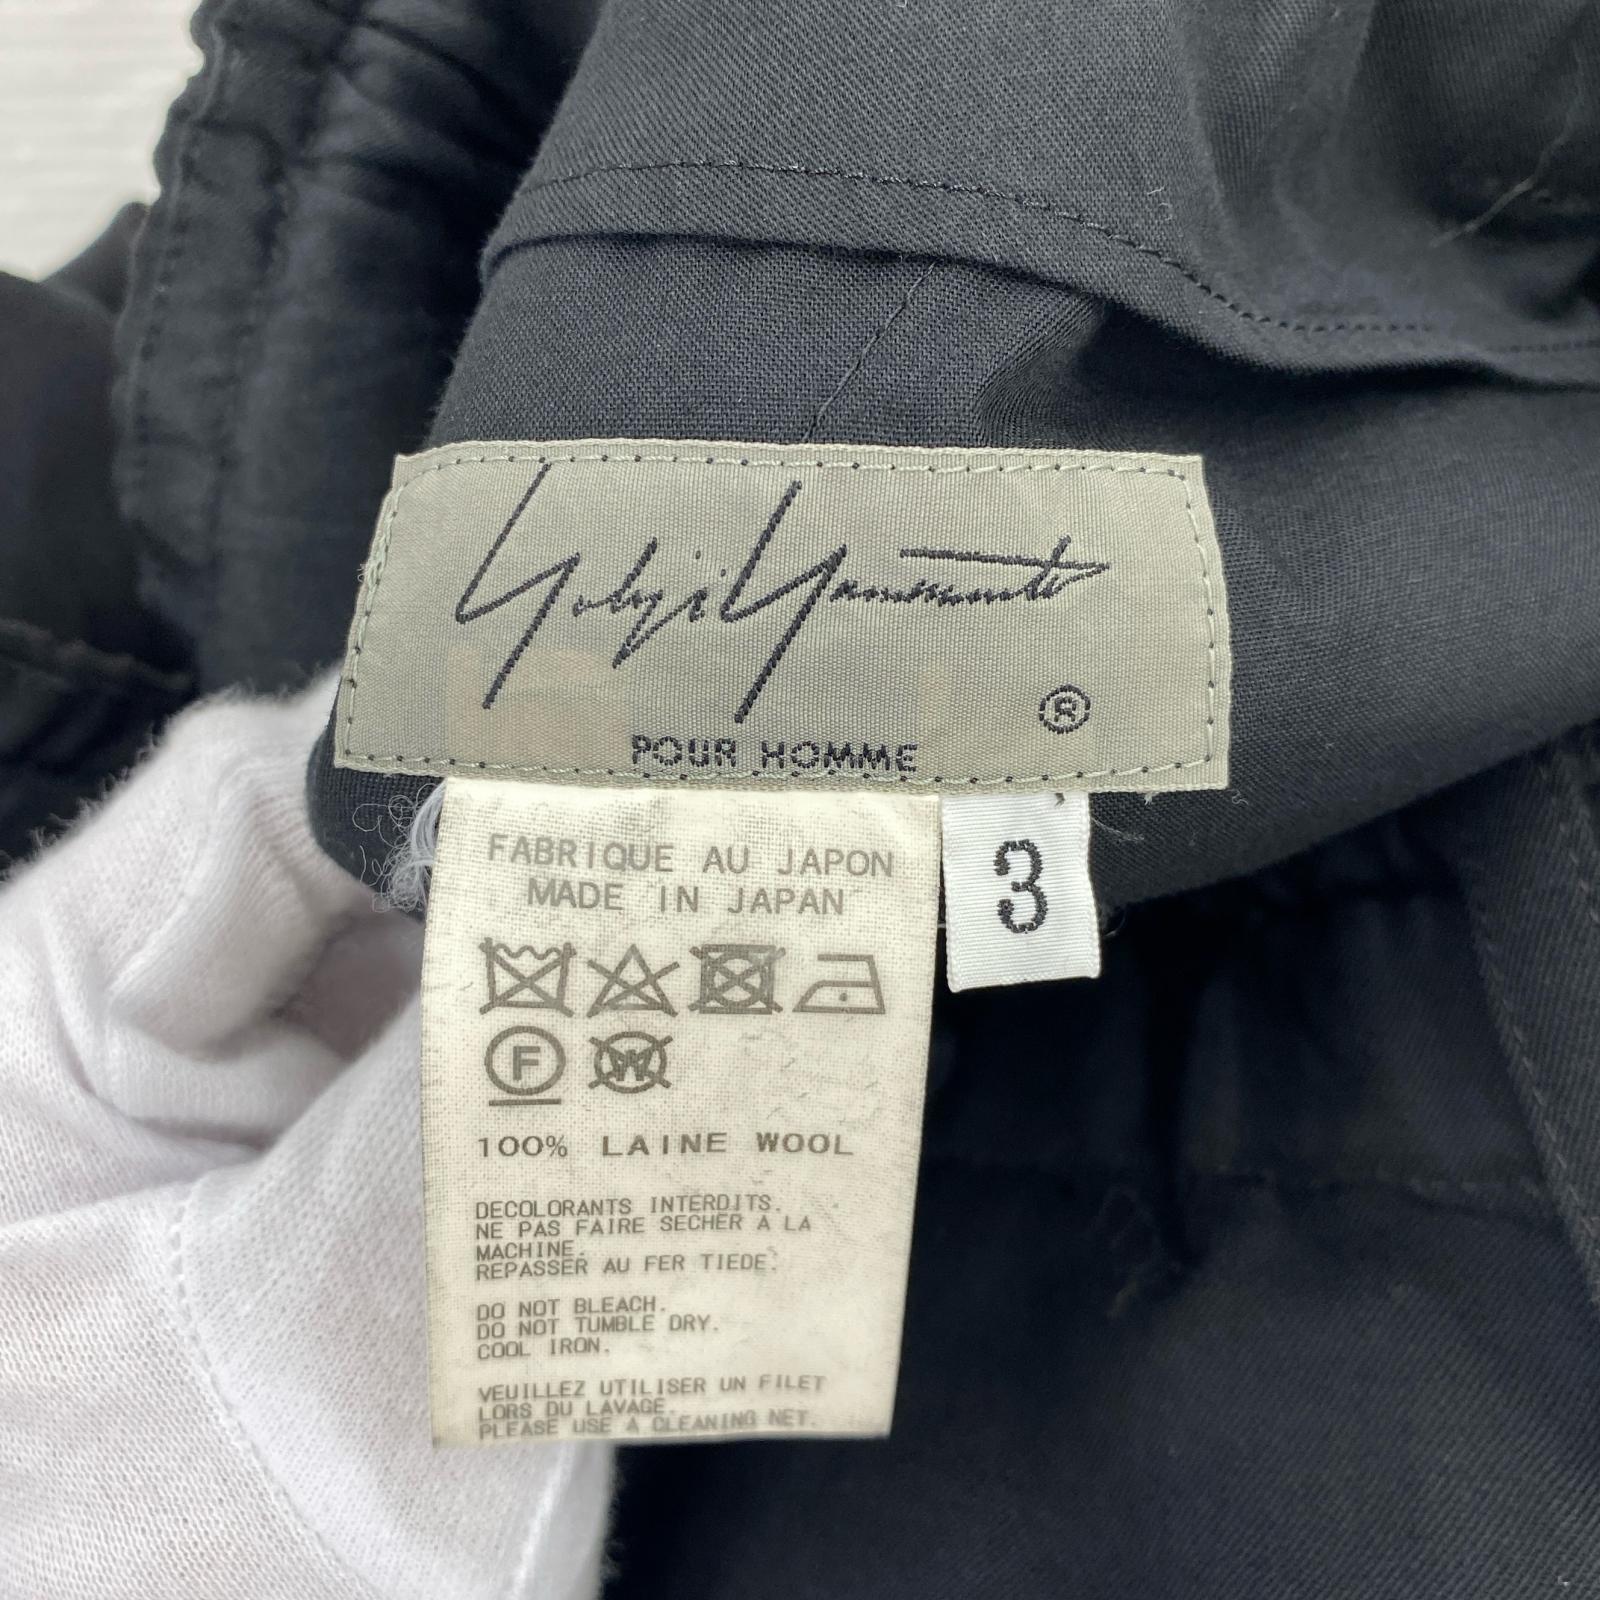 Yohji Yamamoto
®
POUR HOMME
3
FABRIQUE AU JAPON
MADE IN JAPAN
F W
100% LAINE WOOL
DECOLORANTS INTERDITS.
NE PAS FAIRE SECHER A LA
MACHINE.
REPASSER AU FER TIEDE.
DO NOT BLEACH.
DO NOT TUMBLE DRY.
COOL IRON.
VEUILLEZ UTILISER UN FILET
LORS DU LAVAGE.
PLEASE USE A CLEANING NET.